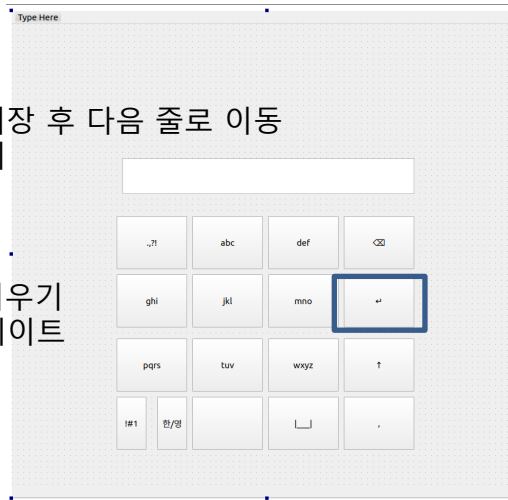 Type Here
장 후 다음 줄로 이동
.,?! abc def ⌫
ghi jkl mno ↵
우기
이트
pqrs tuv wxyz ↑
!#1 한/영 |__| ,